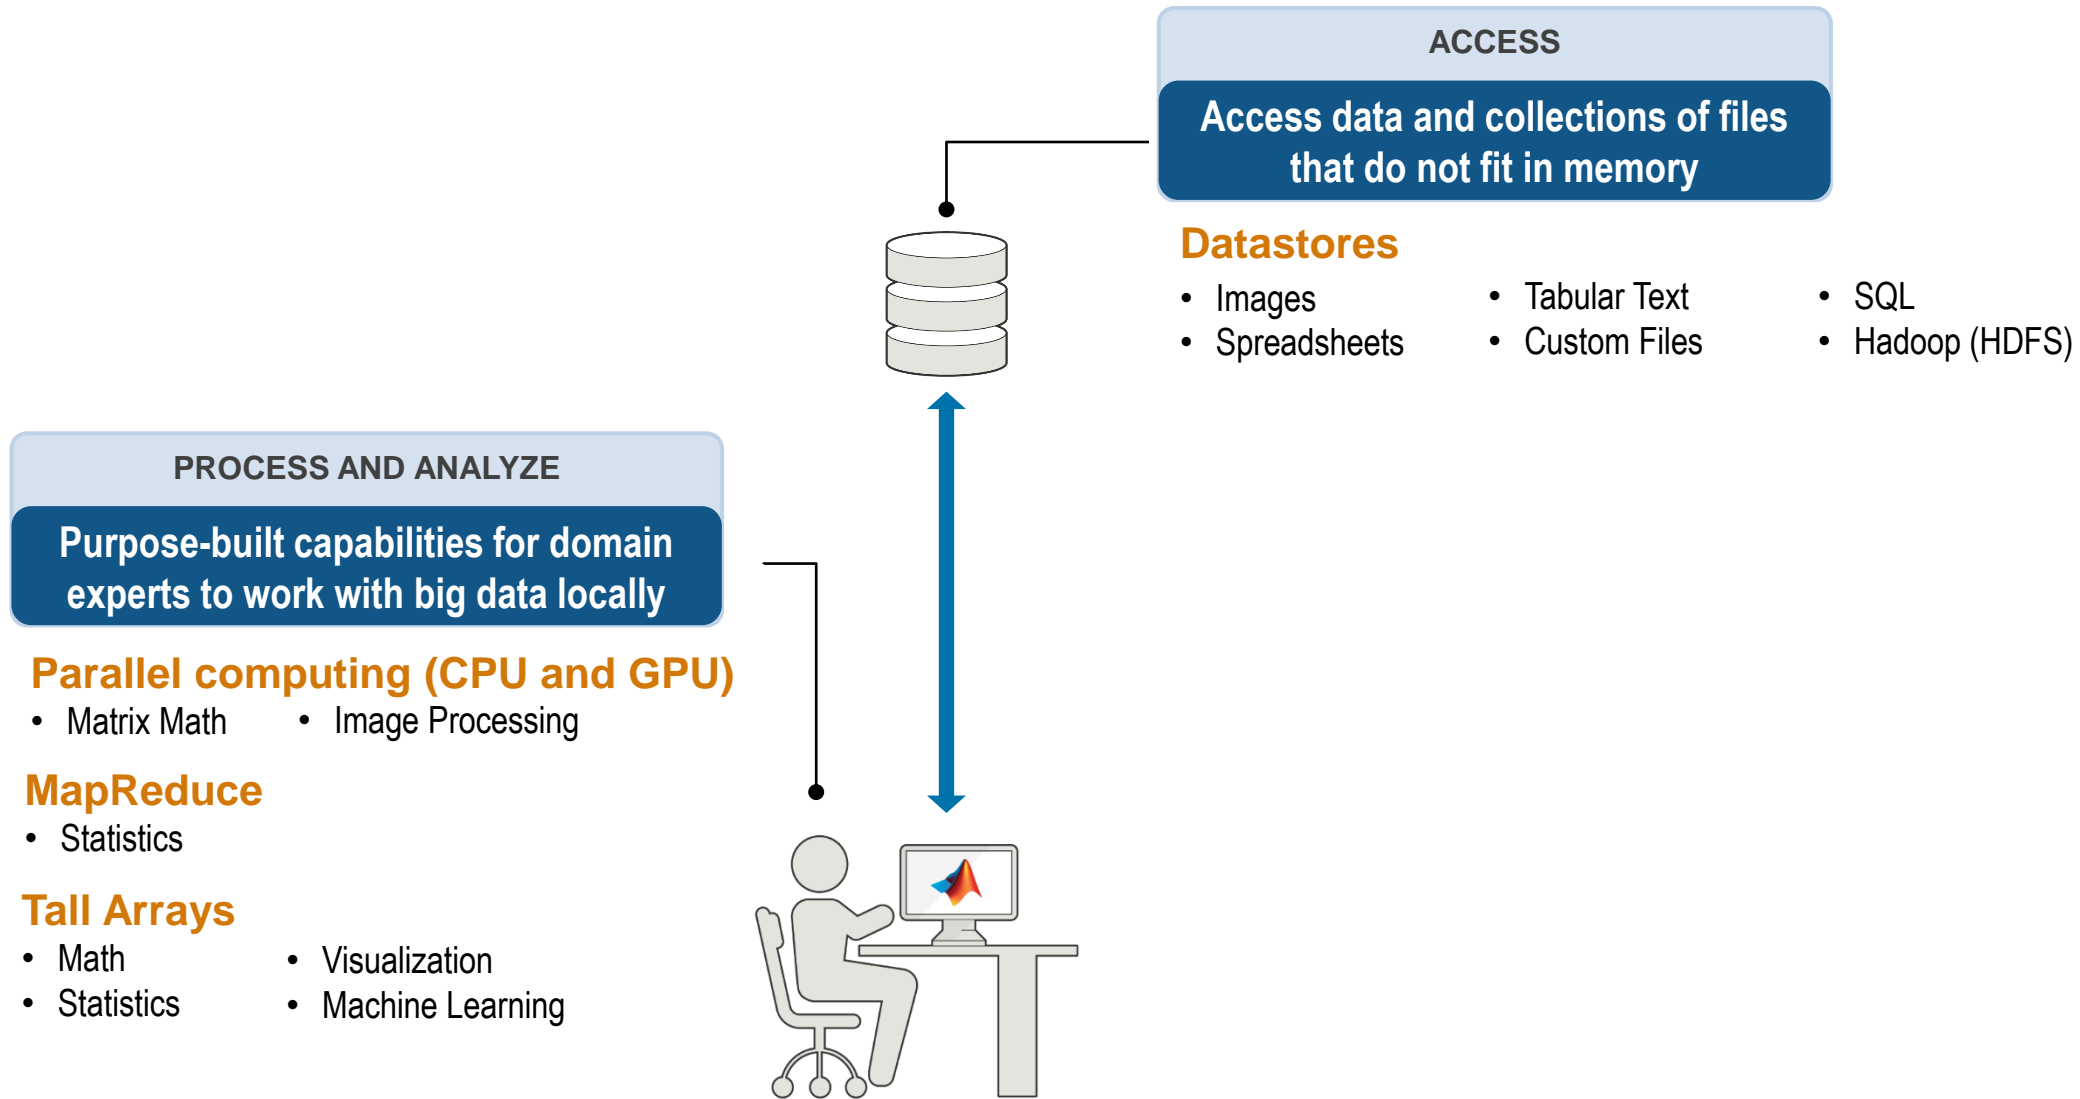 ACCESS
Access data and collections of files
that do not fit in memory
Datastores
• Images
• Spreadsheets
• Tabular Text
• Custom Files
• SQL
• Hadoop (HDFS)
PROCESS AND ANALYZE
Purpose-built capabilities for domain
experts to work with big data locally
Parallel computing (CPU and GPU)
• Matrix Math
• Image Processing
MapReduce
• Statistics
Tall Arrays
• Math
• Statistics
• Visualization
• Machine Learning